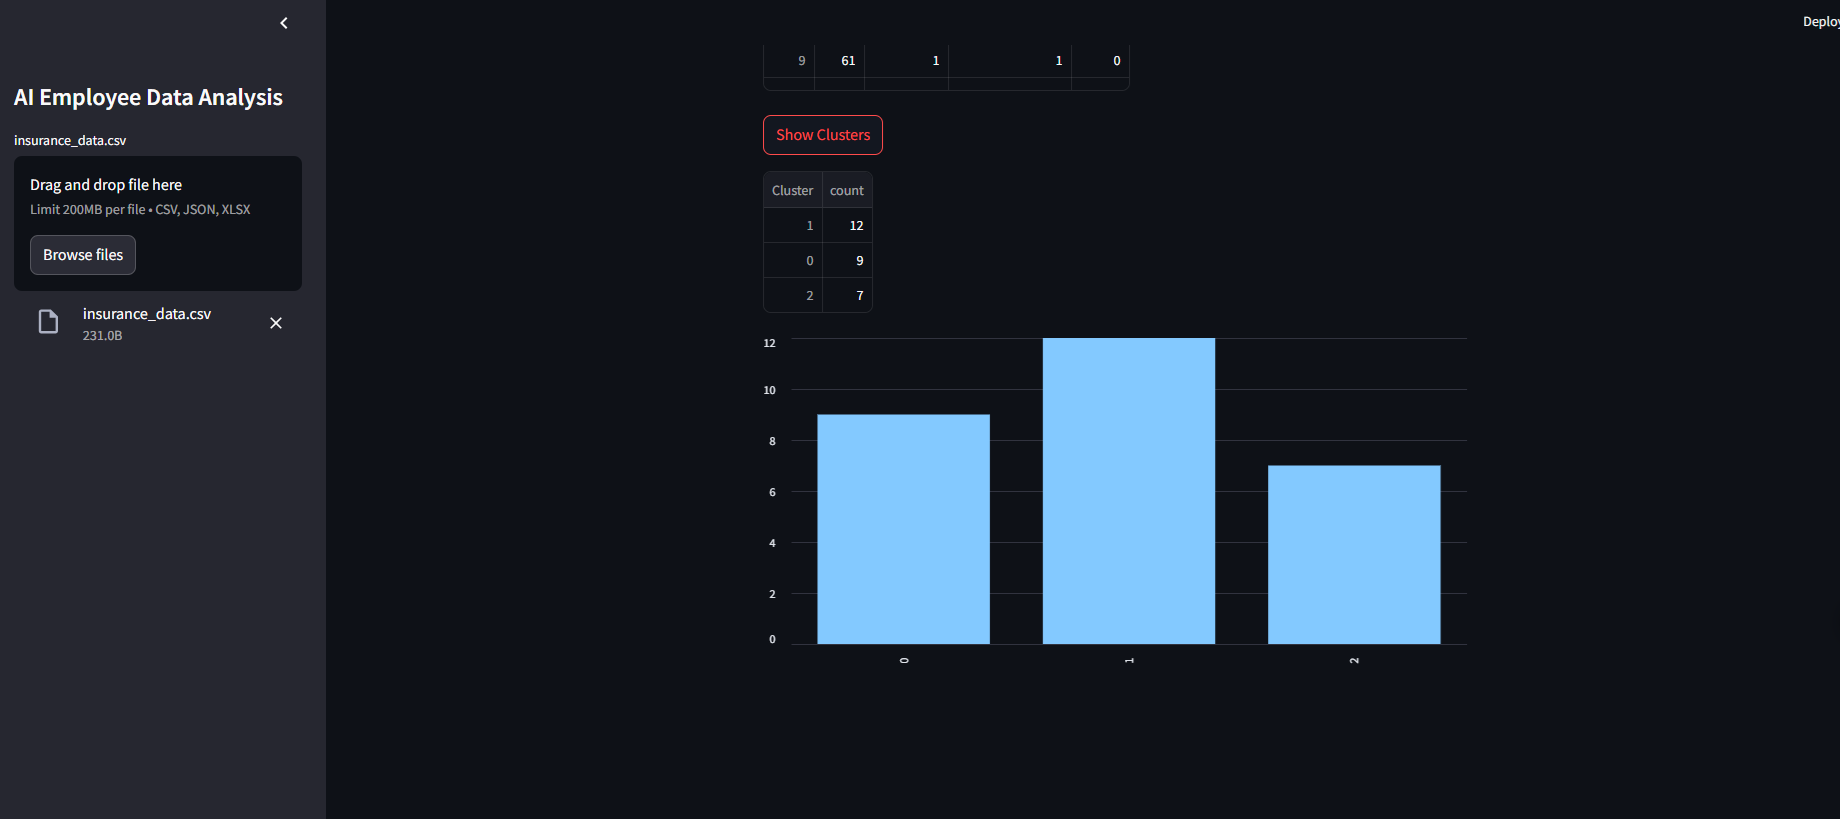 Deploy
AI Employee Data Analysis
insurance_data.csv
Drag and drop file here
Limit 200MB per file • CSV, JSON, XLSX
Browse files
insurance_data.csv
231.0B
9 61 1 1 0
Show Clusters
Cluster count
1 12
0 9
2 7
12
10
8
6
4
2
0
0 1 2